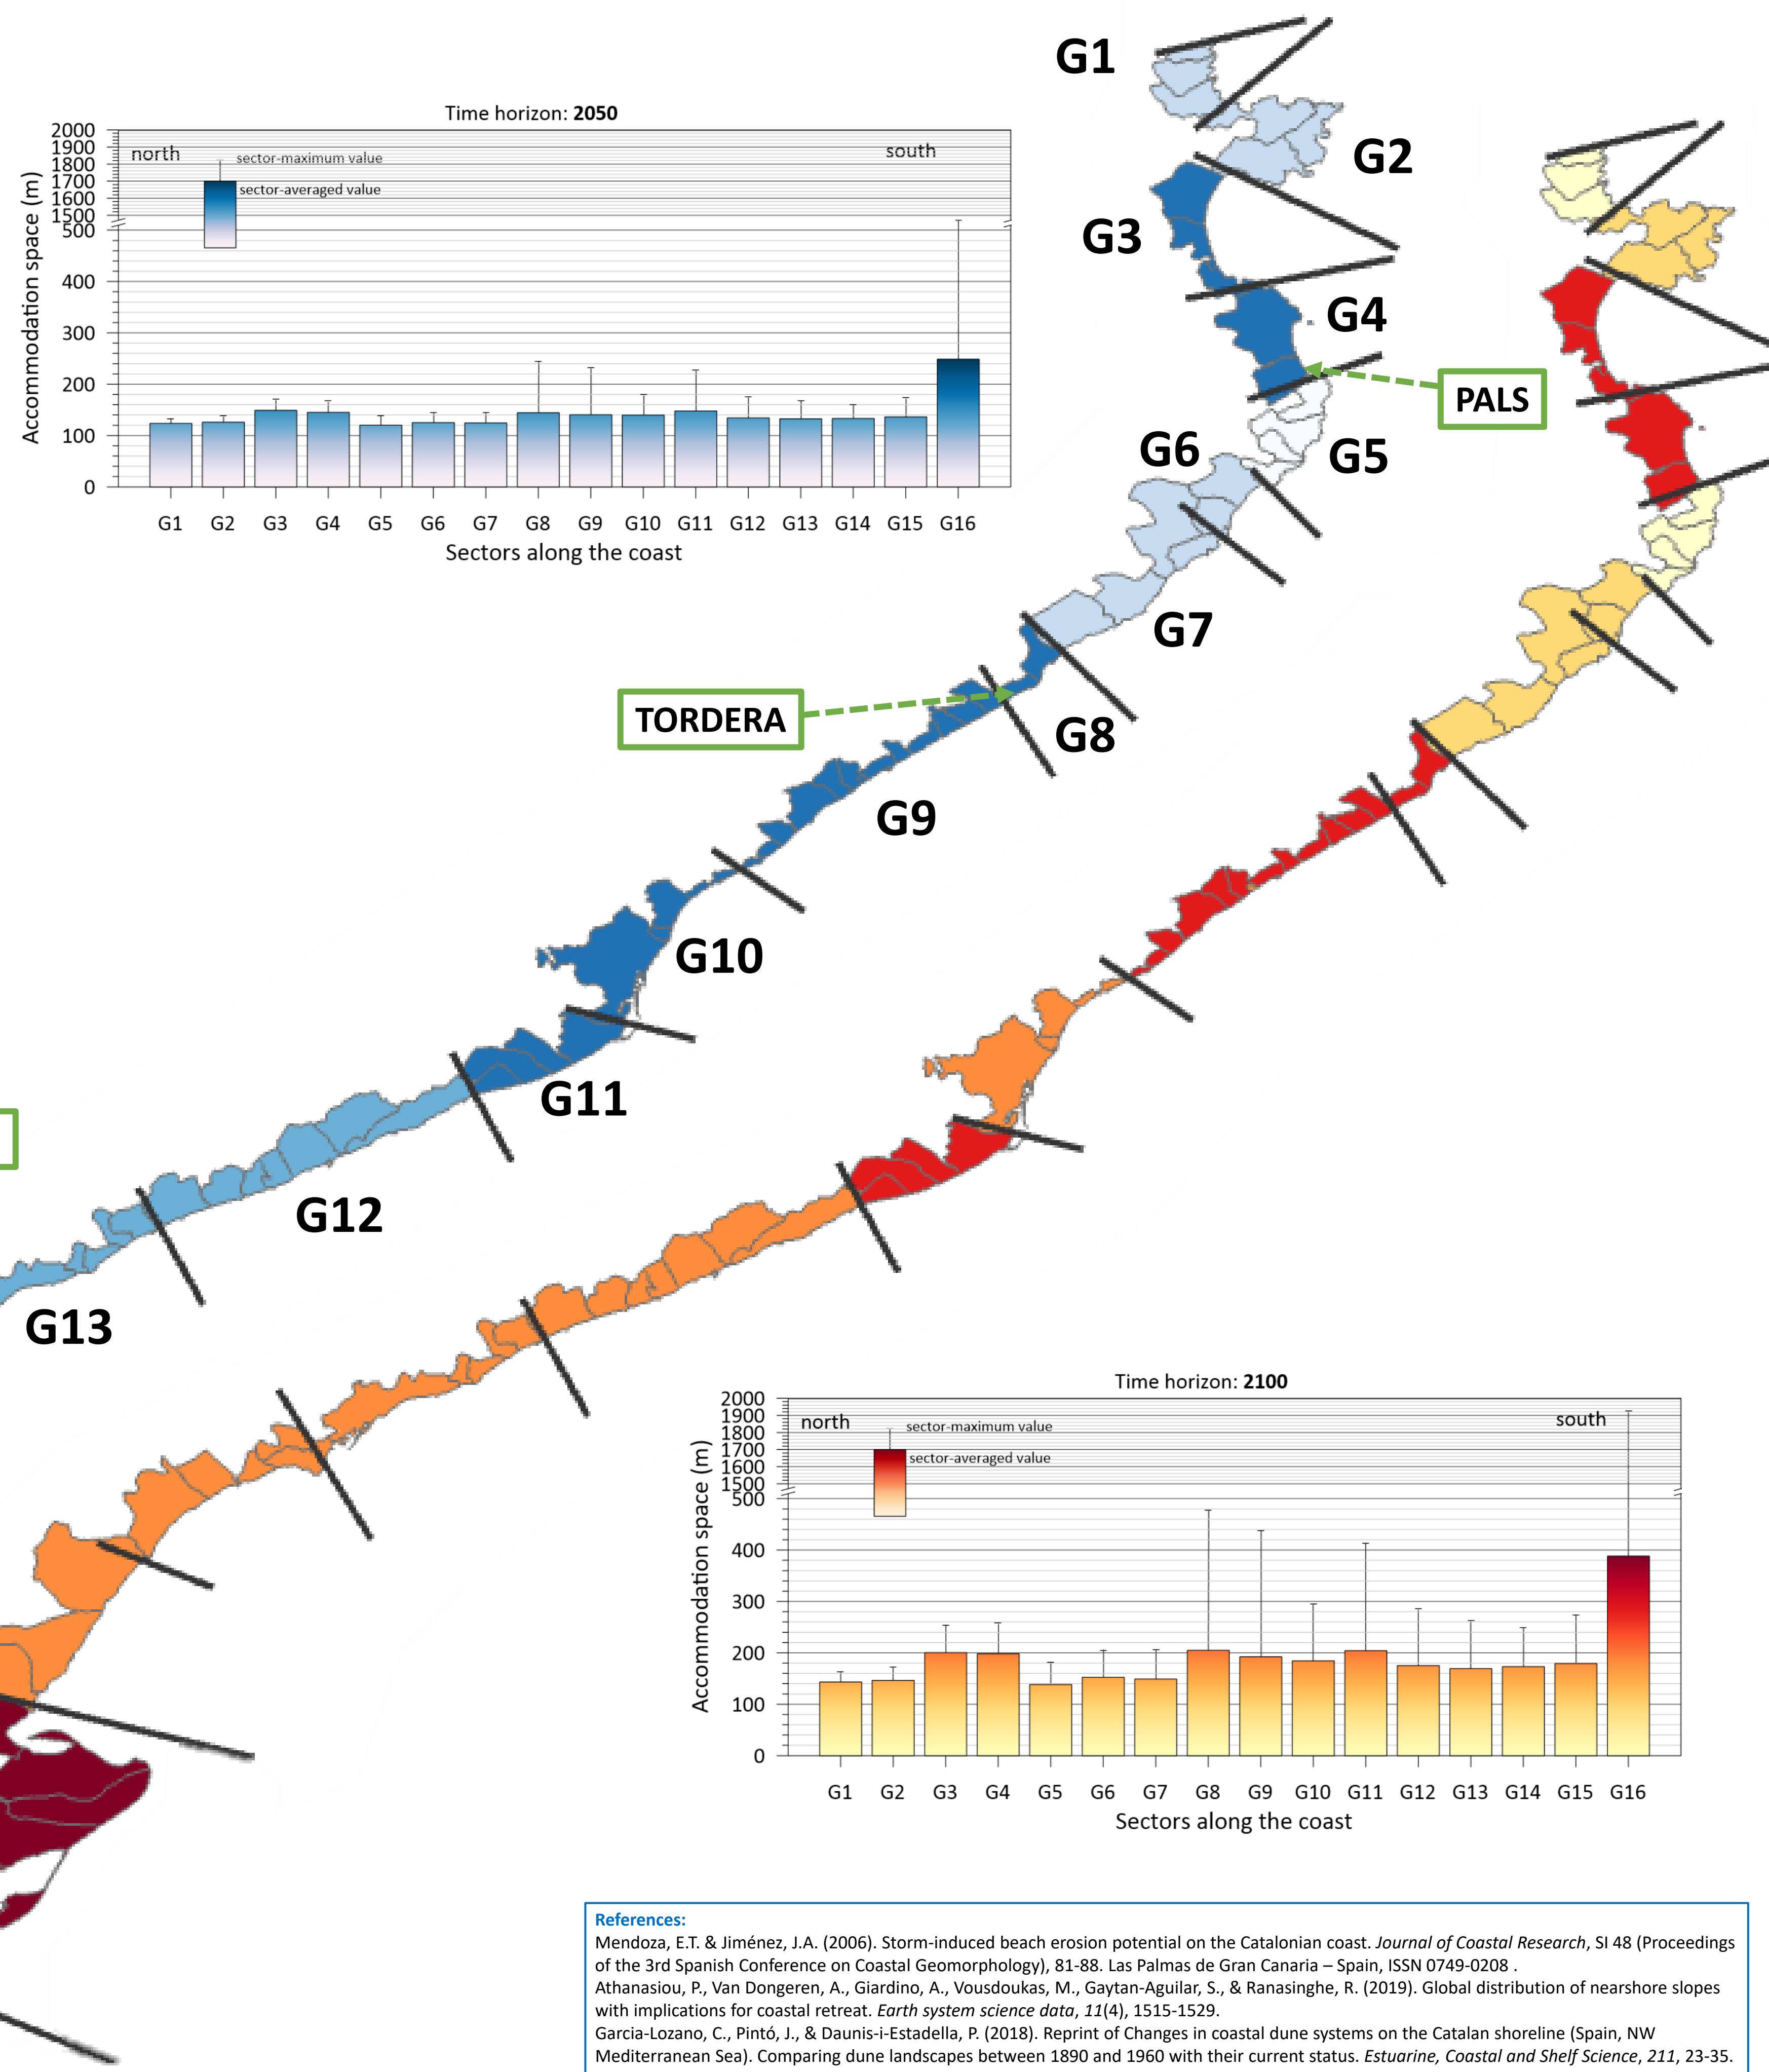 Time horizon: 2050
Accommodation space (m)
2000
1900
1800
1700
1600
1500
500
400
300
200
100
0
north
south
sector-maximum value
sector-averaged value
G1 G2 G3 G4 G5 G6 G7 G8 G9 G10 G11 G12 G13 G14 G15 G16
Sectors along the coast
G1
G2
G3
G4
PALS
G5
G6
G7
TORDERA
G8
G9
G10
G11
G12
G13
Time horizon: 2100
Accommodation space (m)
2000
1900
1800
1700
1600
1500
500
400
300
200
100
0
north
south
sector-maximum value
sector-averaged value
G1 G2 G3 G4 G5 G6 G7 G8 G9 G10 G11 G12 G13 G14 G15 G16
Sectors along the coast
References:
Mendoza, E.T. & Jiménez, J.A. (2006). Storm-induced beach erosion potential on the Catalonian coast. Journal of Coastal Research, SI 48 (Proceedings
of the 3rd Spanish Conference on Coastal Geomorphology), 81-88. Las Palmas de Gran Canaria – Spain, ISSN 0749-0208 .
Athanasiou, P., Van Dongeren, A., Giardino, A., Vousdoukas, M., Gaytan-Aguilar, S., & Ranasinghe, R. (2019). Global distribution of nearshore slopes
with implications for coastal retreat. Earth system science data, 11(4), 1515-1529.
Garcia-Lozano, C., Pintó, J., & Daunis-i-Estadella, P. (2018). Reprint of Changes in coastal dune systems on the Catalan shoreline (Spain, NW
Mediterranean Sea). Comparing dune landscapes between 1890 and 1960 with their current status. Estuarine, Coastal and Shelf Science, 211, 23-35.